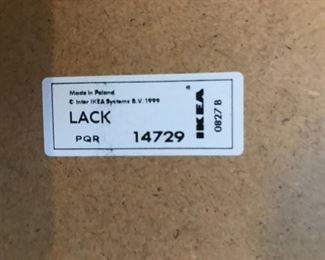 Made in Poland
© Inter IKEA Systems B.V. 1999
LACK
PQR 14729
IKEA ®
0827 B